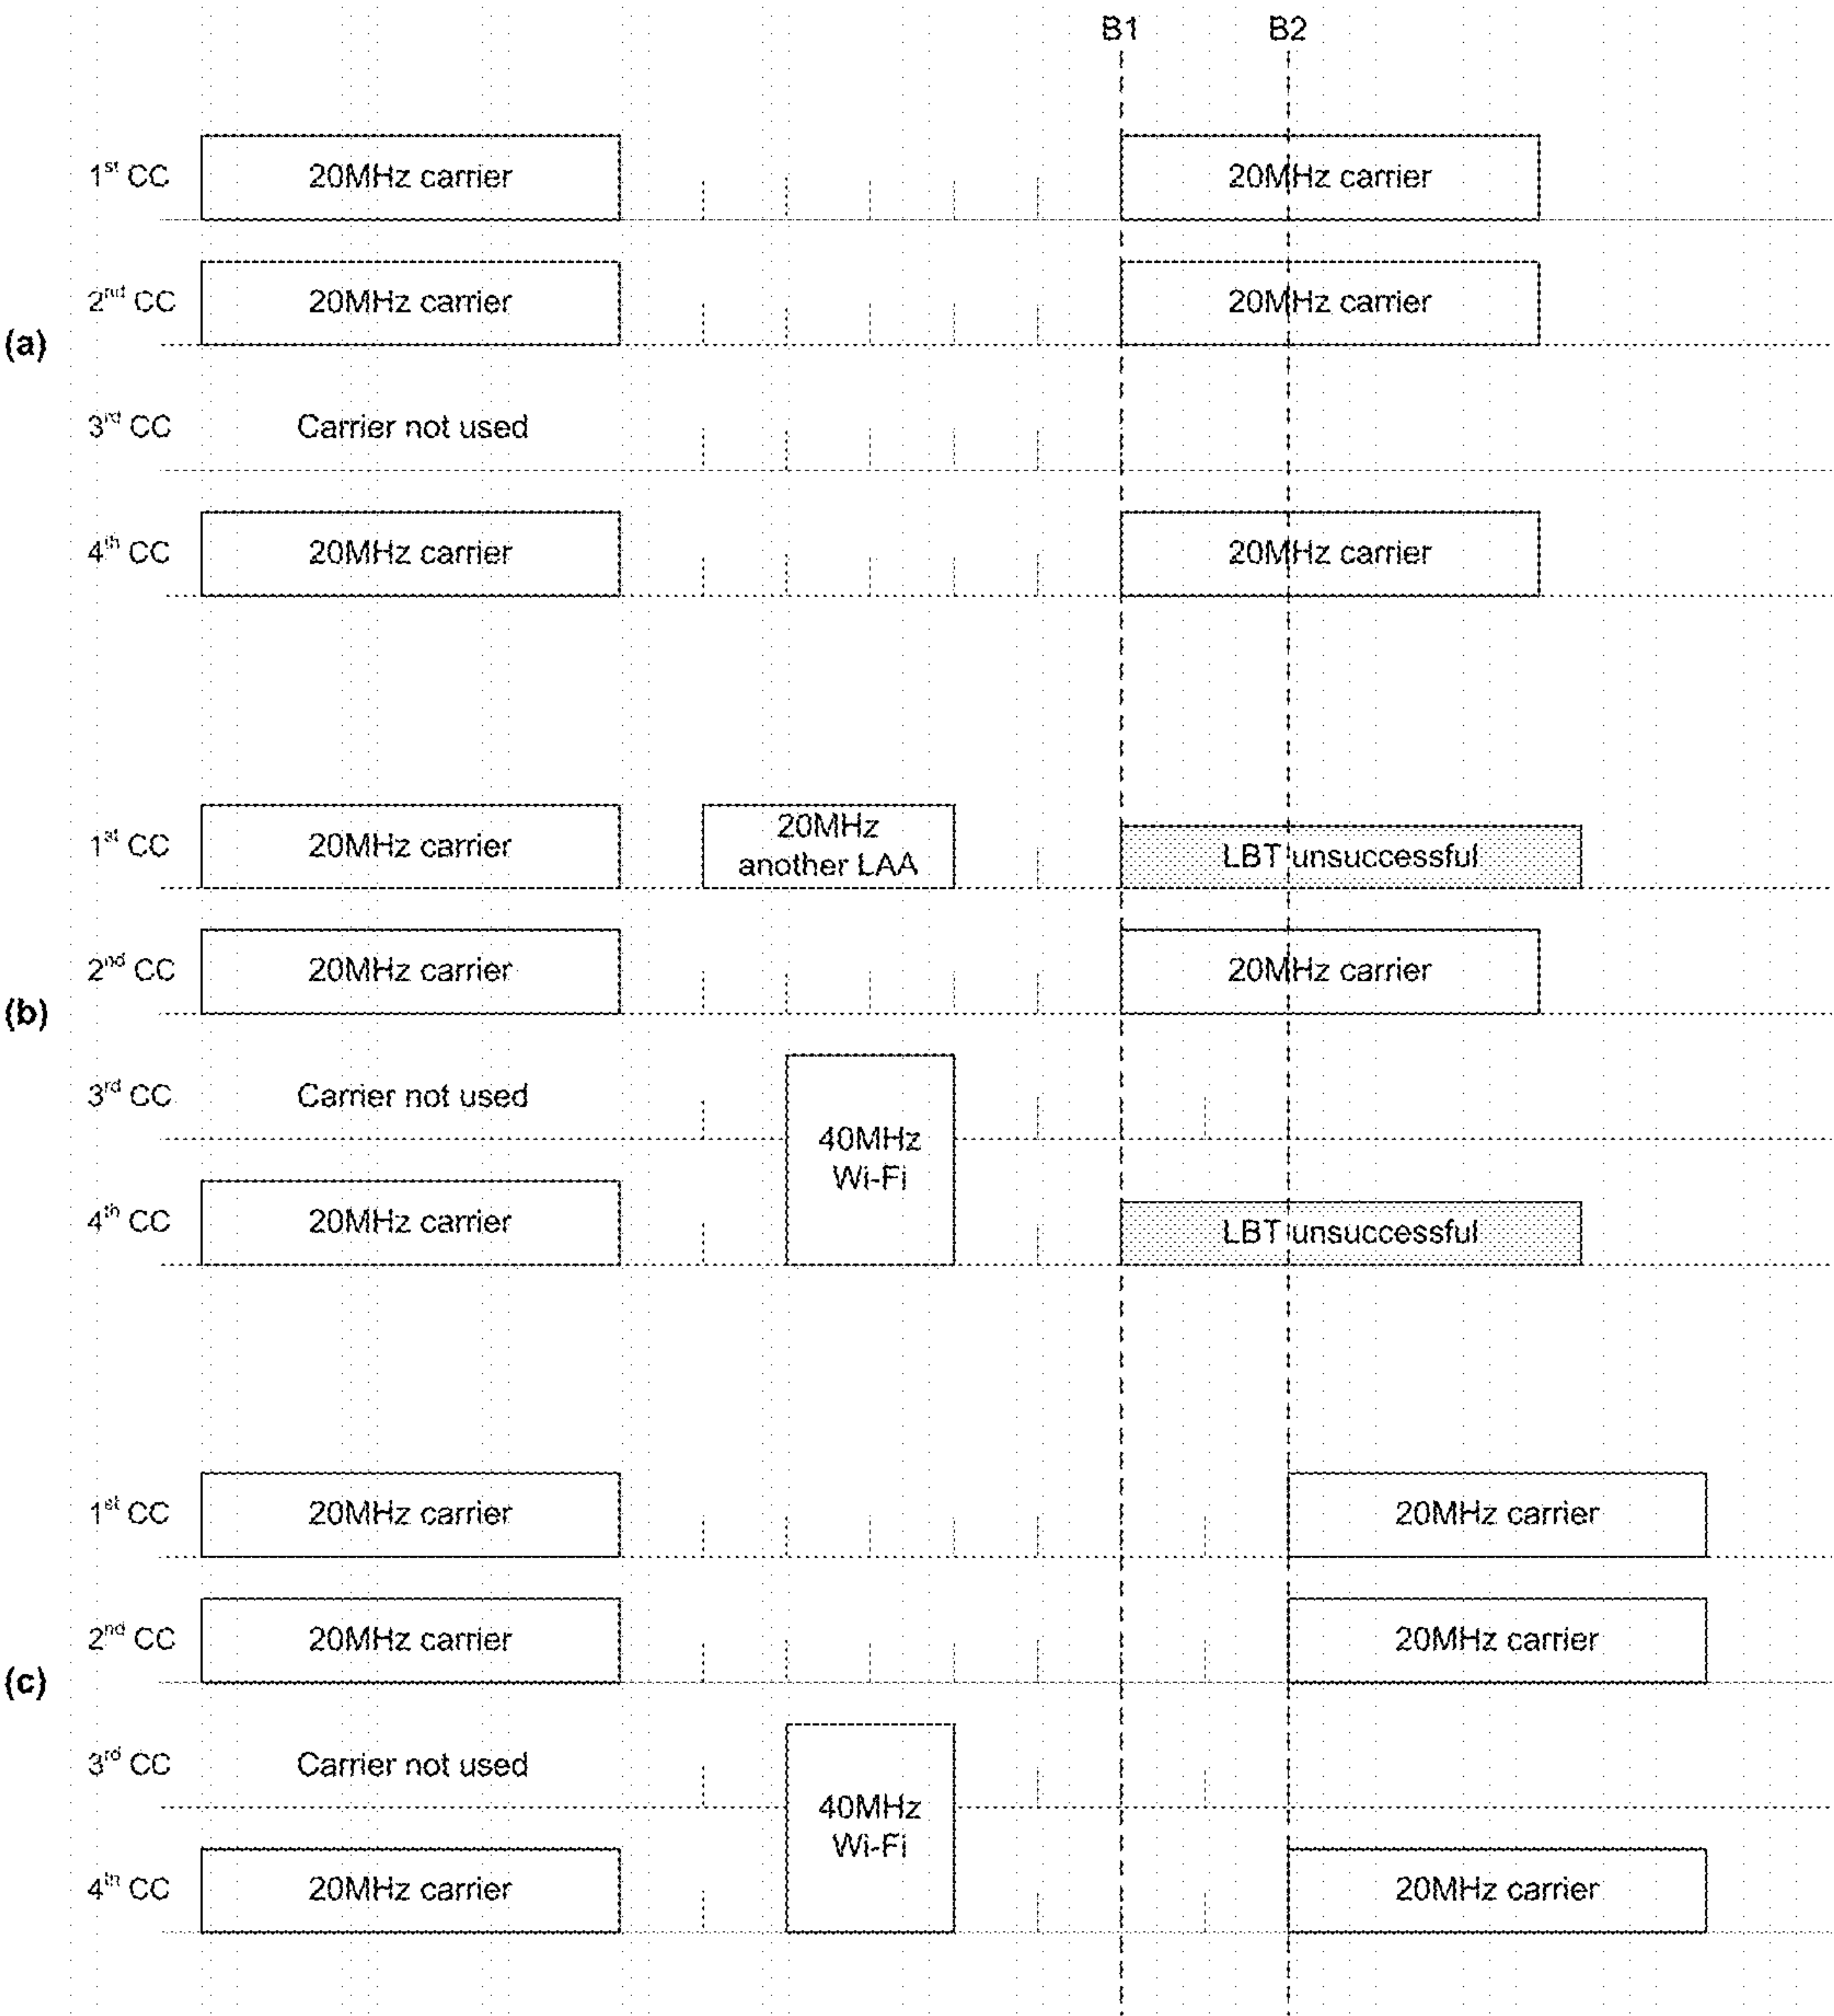 B1 B2
1st CC 20MHz carrier 20MHz carrier
2nd CC 20MHz carrier 20MHz carrier
(a)
3rd CC Carrier not used
4th CC 20MHz carrier 20MHz carrier
1st CC 20MHz carrier 20MHz another LAA LBT unsuccessful
2nd CC 20MHz carrier 20MHz carrier
(b)
3rd CC Carrier not used
40MHz
Wi-Fi
4th CC 20MHz carrier LBT unsuccessful
1st CC 20MHz carrier 20MHz carrier
2nd CC 20MHz carrier 20MHz carrier
(c)
3rd CC Carrier not used
40MHz
Wi-Fi
4th CC 20MHz carrier 20MHz carrier